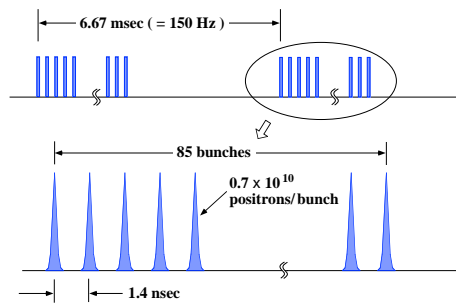 6.67 msec ( = 150 Hz )
85 bunches
0.7 x 10¹⁰
positrons/bunch
1.4 nsec